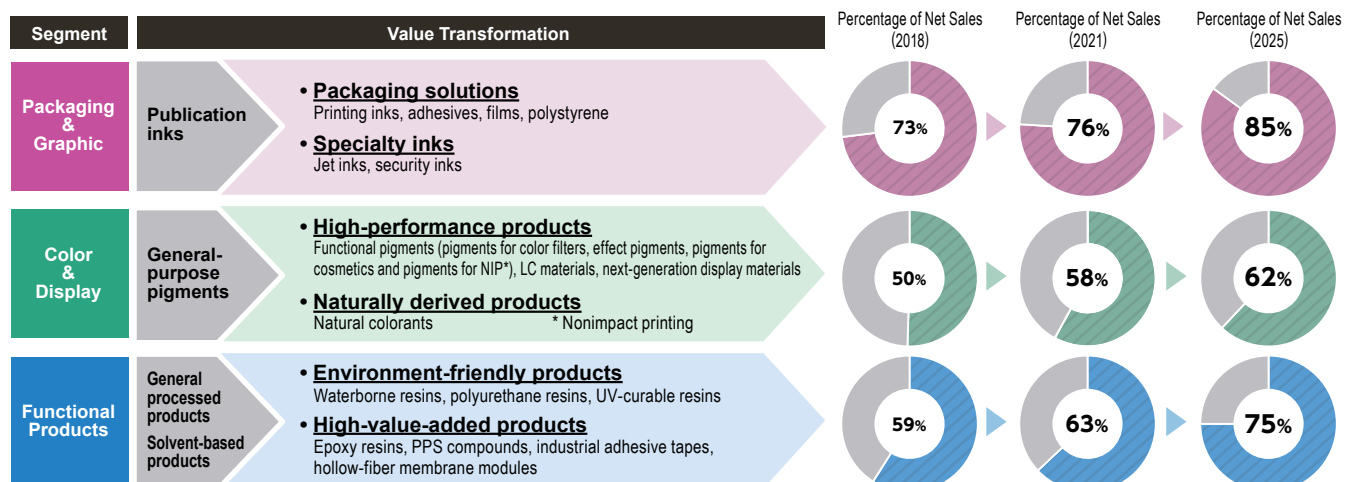 Segment
Value Transformation
Percentage of Net Sales
(2018)
Percentage of Net Sales
(2021)
Percentage of Net Sales
(2025)
Packaging
&
Graphic
Publication
inks
• Packaging solutions
Printing inks, adhesives, films, polystyrene
• Specialty inks
Jet inks, security inks
73%
76%
85%
Color
&
Display
General-
purpose
pigments
• High-performance products
Functional pigments (pigments for color filters, effect pigments, pigments for
cosmetics and pigments for NIP*), LC materials, next-generation display materials
• Naturally derived products
Natural colorants
* Nonimpact printing
50%
58%
62%
Functional
Products
General
processed
products
Solvent-based
products
• Environment-friendly products
Waterborne resins, polyurethane resins, UV-curable resins
• High-value-added products
Epoxy resins, PPS compounds, industrial adhesive tapes,
hollow-fiber membrane modules
59%
63%
75%